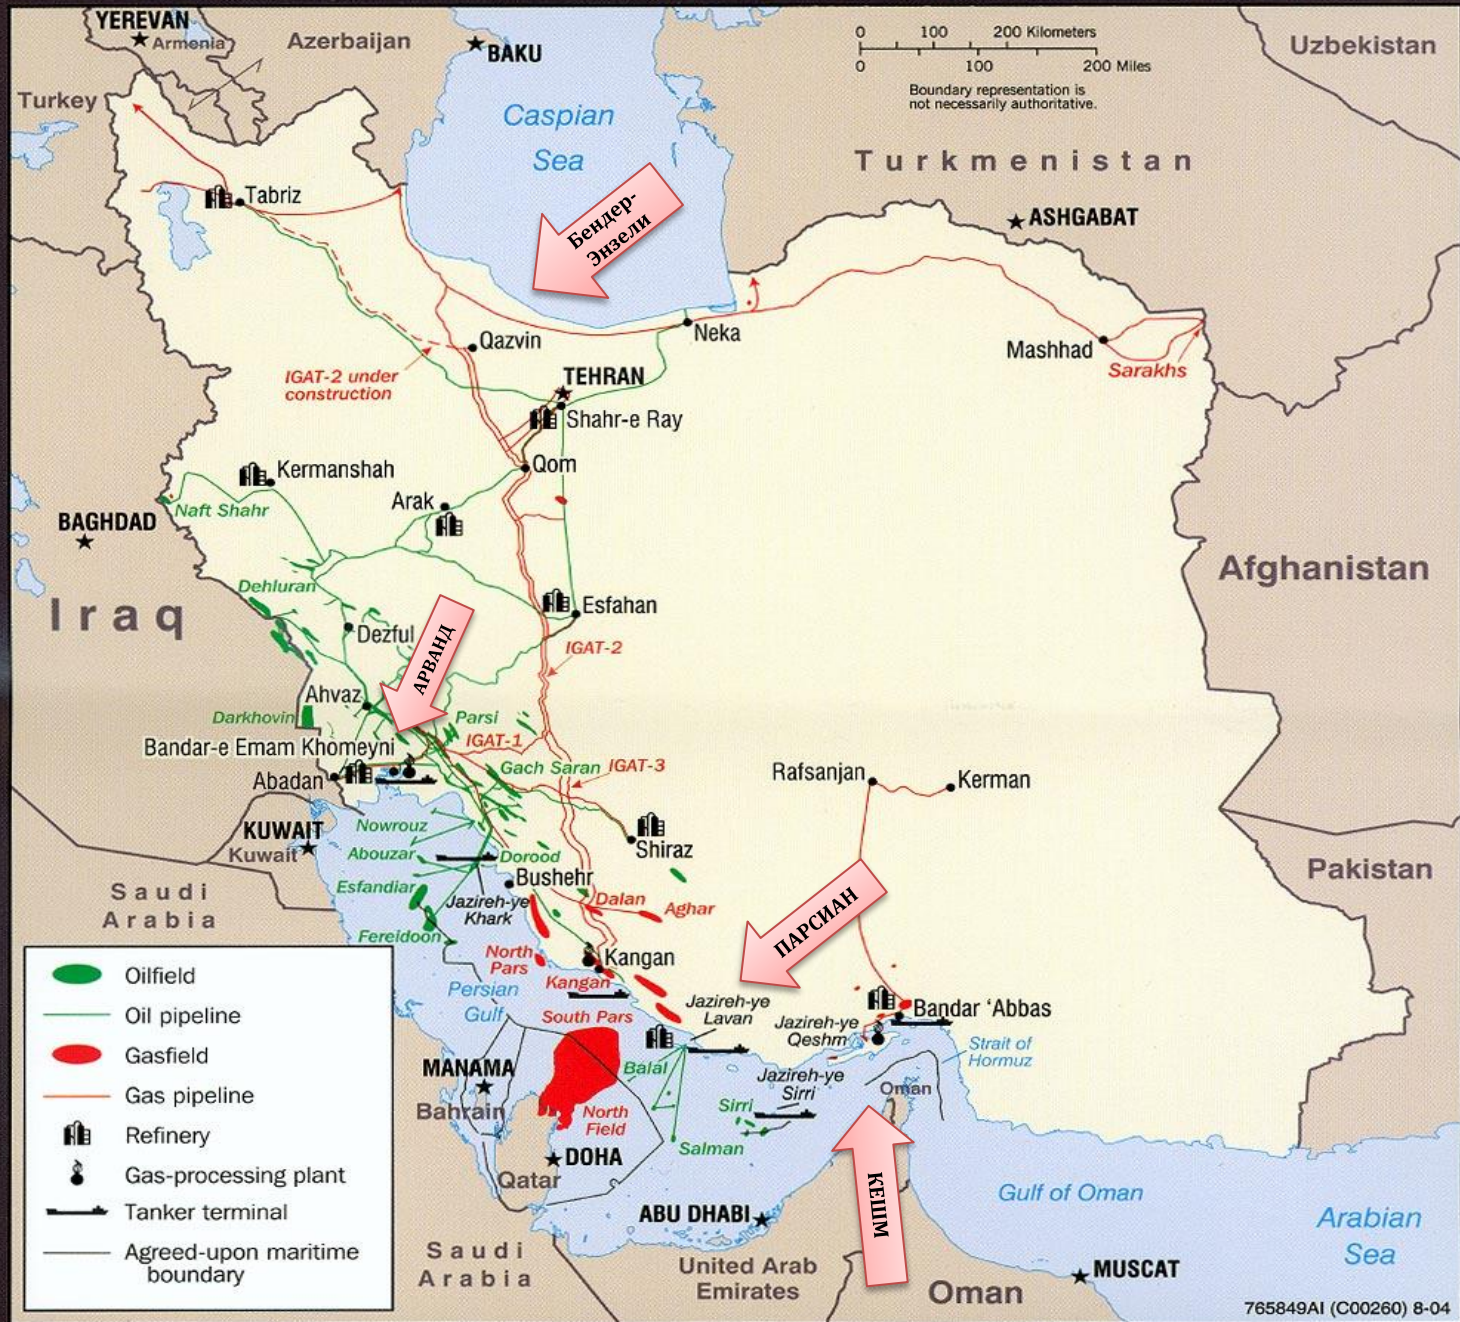 YEREVAN
Armenia
Azerbaijan
BAKU
0 100 200 Kilometers
0 100 200 Miles
Boundary representation is
not necessarily authoritative.
Uzbekistan
Turkey
Caspian
Sea
Turkmenistan
ASHGABAT
Tabriz
Бендер-
Энзели
Neka
Qazvin
Mashhad
Sarakhs
IGAT-2 under
construction
TEHRAN
Shahr-e Ray
Qom
Kermanshah
Arak
Naft Shahr
BAGHDAD
Iraq
Afghanistan
Dehluran
Esfahan
Dezful
АРВАНД
IGAT-2
Ahvaz
Darkhovin
Parsi
IGAT-1
Bandar-e Emam Khomeyni
Abadan
Gach Saran
IGAT-3
Rafsanjan
Kerman
KUWAIT
Kuwait
Nowrouz
Abouzar
Dorood
Shiraz
Pakistan
Saudi
Arabia
Esfandiar
Bushehr
Jazireh-ye
Khark
Dalan
Aghar
ПАРСИАН
Fereidoon
North
Pars
Kangan
Kangan
Persian
Gulf
South Pars
Jazireh-ye
Lavan
Jazireh-ye
Qeshm
Bandar ‘Abbas
Strait of
Hormuz
MANAMA
Bahrain
Balal
Jazireh-ye
Sirri
Oman
North
Field
Sirri
Salman
DOHA
Qatar
КЕШМ
ABU DHABI
Gulf of Oman
Arabian
Sea
Saudi
Arabia
United Arab
Emirates
Oman
MUSCAT
Oilfield
Oil pipeline
Gasfield
Gas pipeline
Refinery
Gas-processing plant
Tanker terminal
Agreed-upon maritime
boundary
765849AI (C00260) 8-04